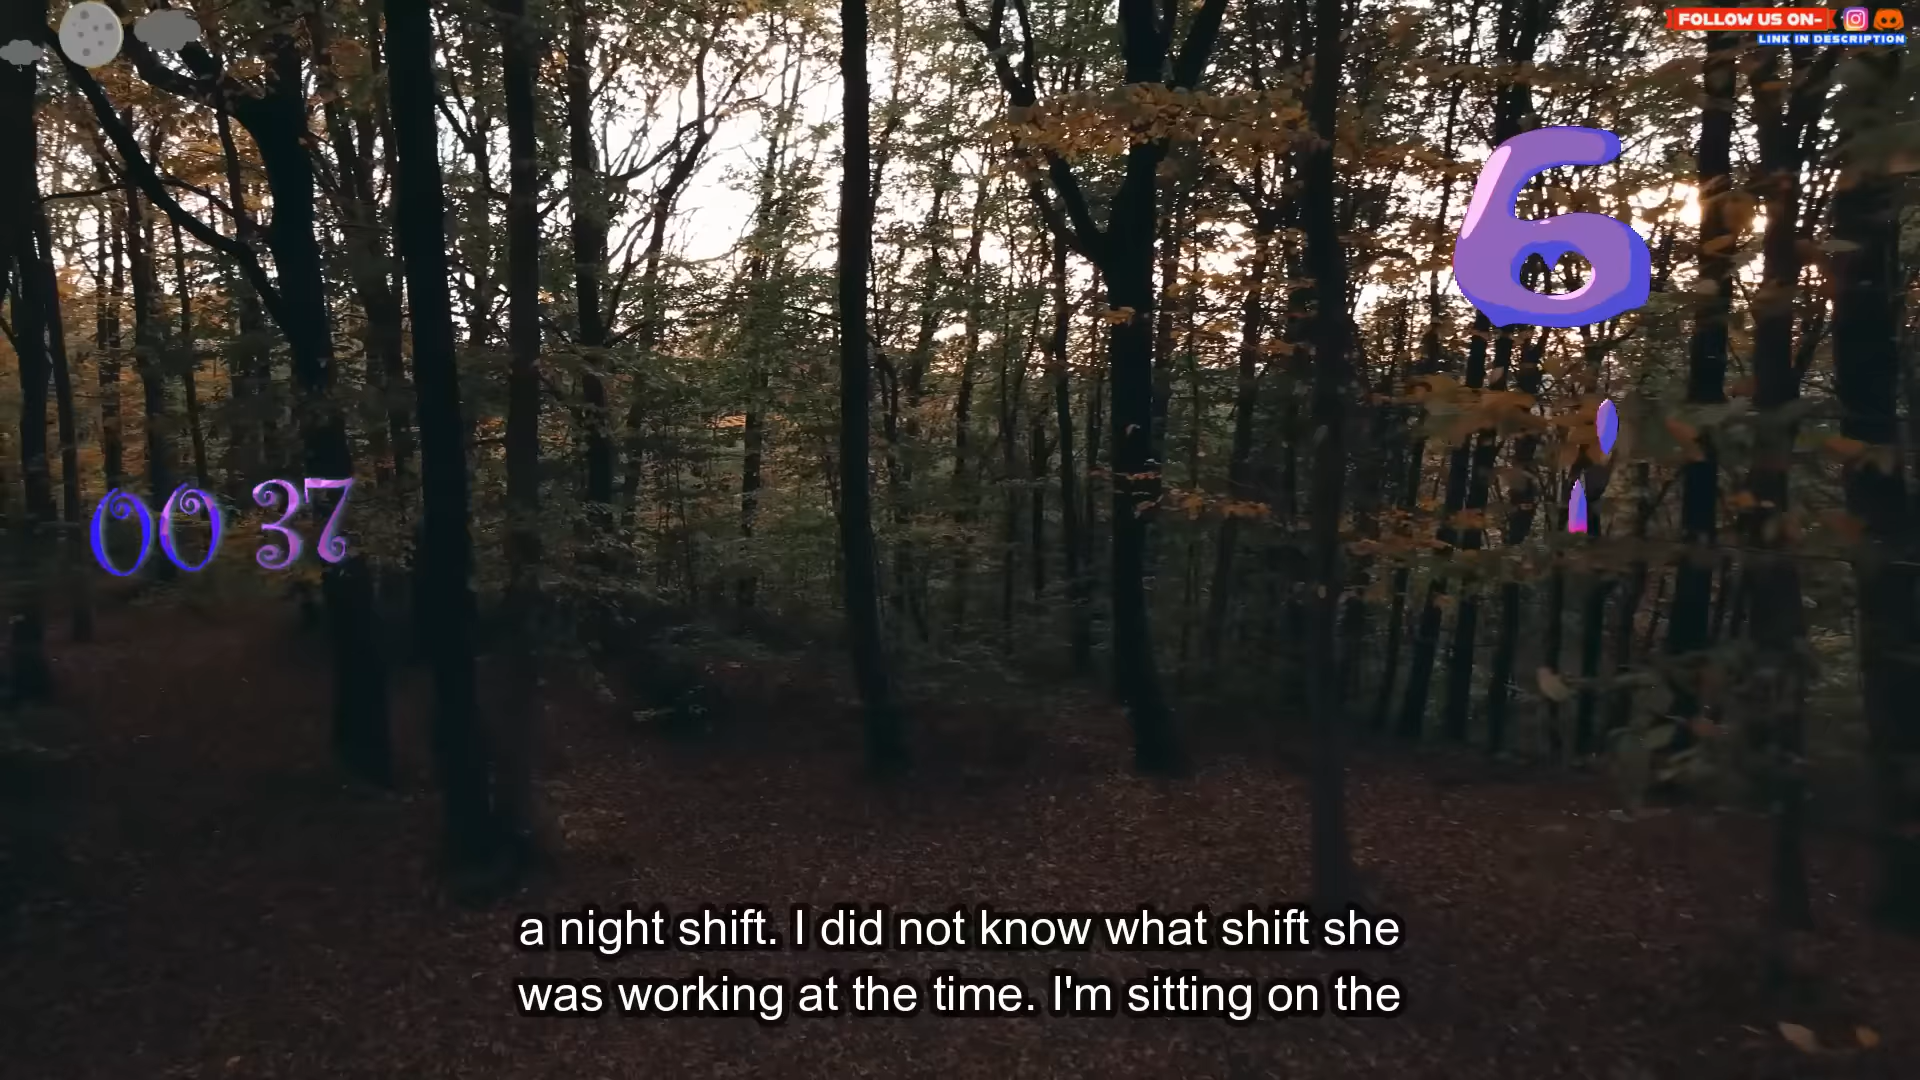 FOLLOW US ON-
LINK IN DESCRIPTION
6
00 37
a night shift. I did not know what shift she
was working at the time. I'm sitting on the